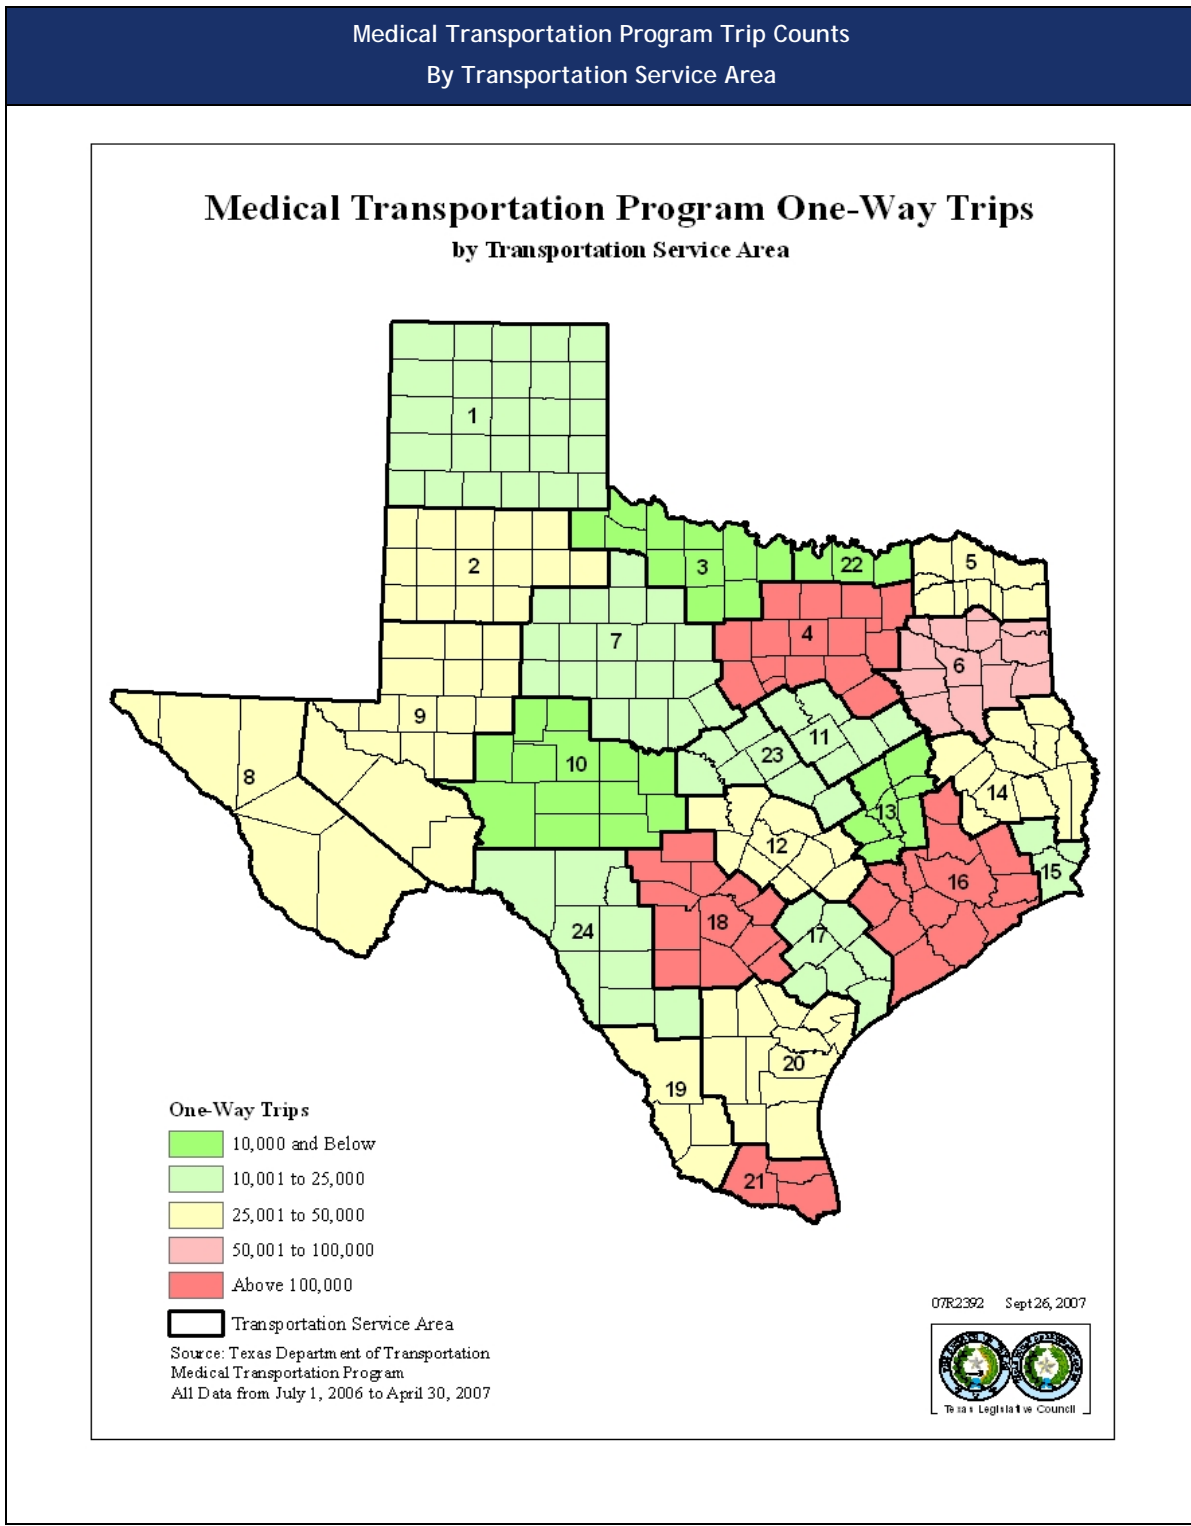 Medical Transportation Program Trip Counts
By Transportation Service Area
Medical Transportation Program One-Way Trips
by Transportation Service Area
1
2
3
22
5
7
4
6
9
8
10
23
11
14
13
12
15
16
18
17
24
20
19
21
One-Way Trips
10,000 and Below
10,001 to 25,000
25,001 to 50,000
50,001 to 100,000
Above 100,000
Transportation Service Area
Source: Texas Department of Transportation
Medical Transportation Program
All Data from July 1, 2006 to April 30, 2007
07R2392 Sept 26, 2007
Texas Legislative Council